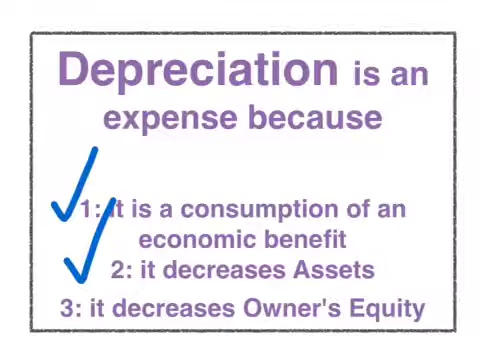 Depreciation is an
expense because
1: it is a consumption of an
economic benefit
2: it decreases Assets
3: it decreases Owner's Equity